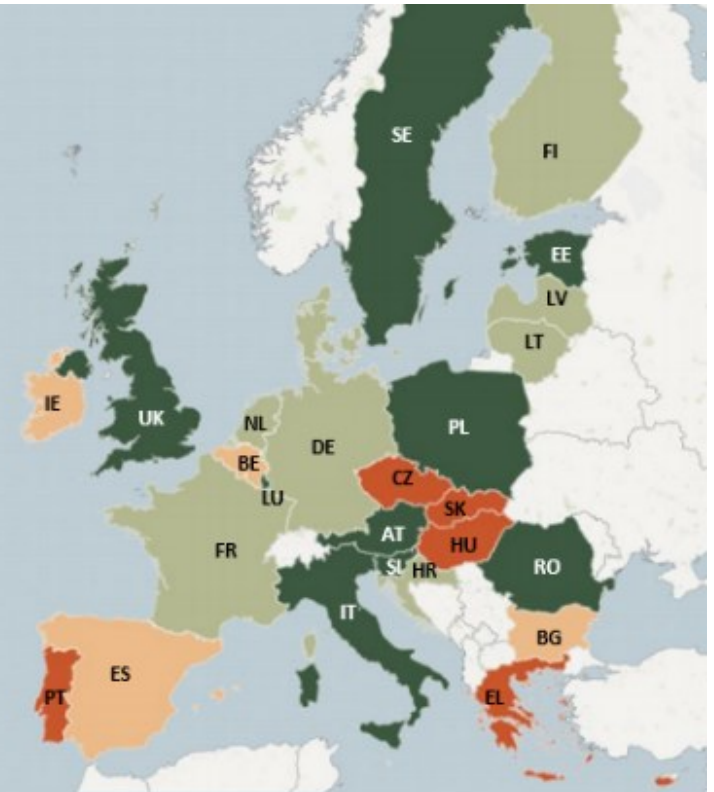 SE
FI
EE
LV
LT
IE
UK
NL
DE
PL
BE
LU
CZ
SK
FR
AT
HU
SI
HR
RO
IT
BG
ES
PT
EL